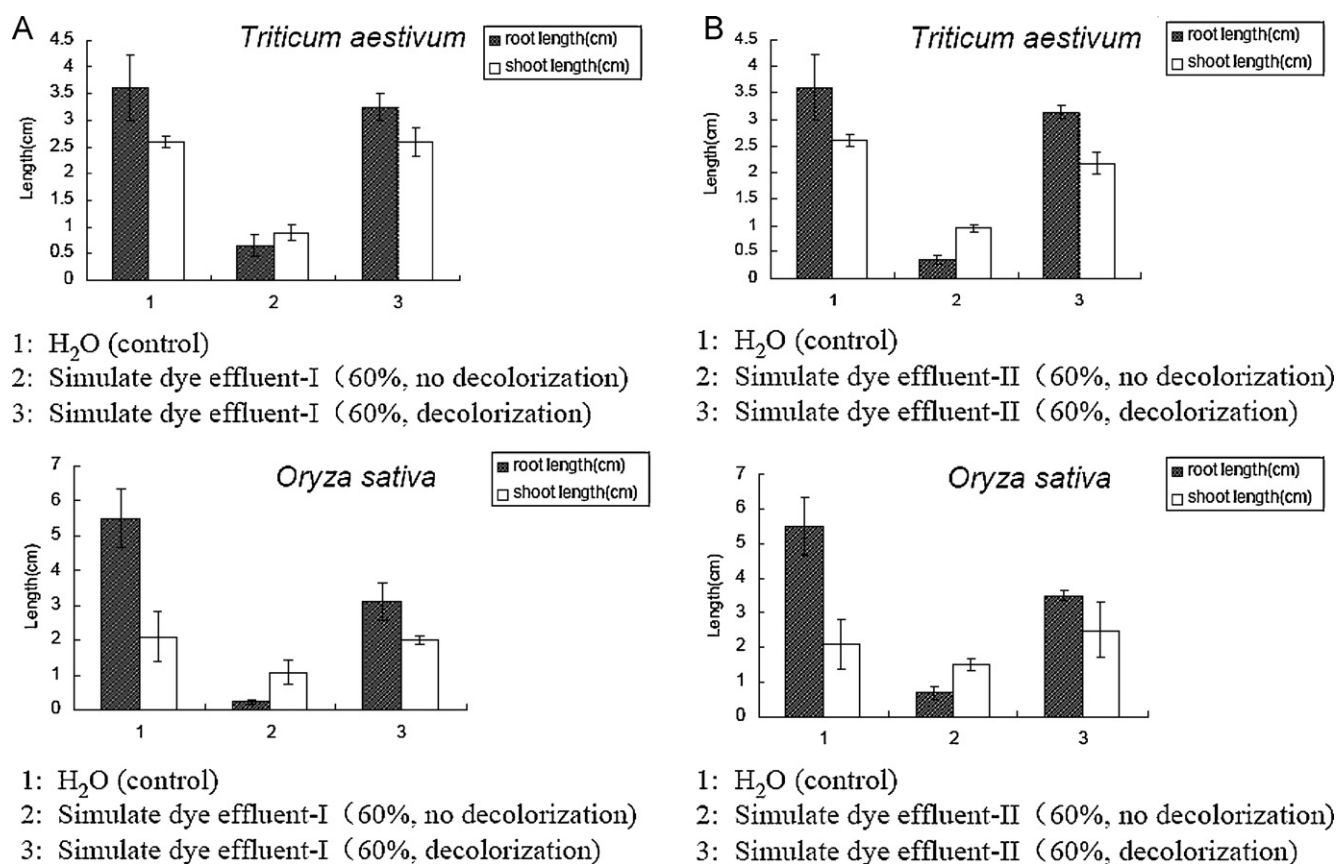 A
Triticum aestivum
root length(cm)
shoot length(cm)
Length(cm)
4.5
4
3.5
3
2.5
2
1.5
1
0.5
0
1 2 3
1: H₂O (control)
2: Simulate dye effluent-I (60%, no decolorization)
3: Simulate dye effluent-I (60%, decolorization)
Oryza sativa
root length(cm)
shoot length(cm)
Length(cm)
7
6
5
4
3
2
1
0
1 2 3
1: H₂O (control)
2: Simulate dye effluent-I (60%, no decolorization)
3: Simulate dye effluent-I (60%, decolorization)
B
Triticum aestivum
root length(cm)
shoot length(cm)
Length(cm)
4.5
4
3.5
3
2.5
2
1.5
1
0.5
0
1 2 3
1: H₂O (control)
2: Simulate dye effluent-II (60%, no decolorization)
3: Simulate dye effluent-II (60%, decolorization)
Oryza sativa
root length(cm)
shoot length(cm)
Length(cm)
7
6
5
4
3
2
1
0
1 2 3
1: H₂O (control)
2: Simulate dye effluent-II (60%, no decolorization)
3: Simulate dye effluent-II (60%, decolorization)